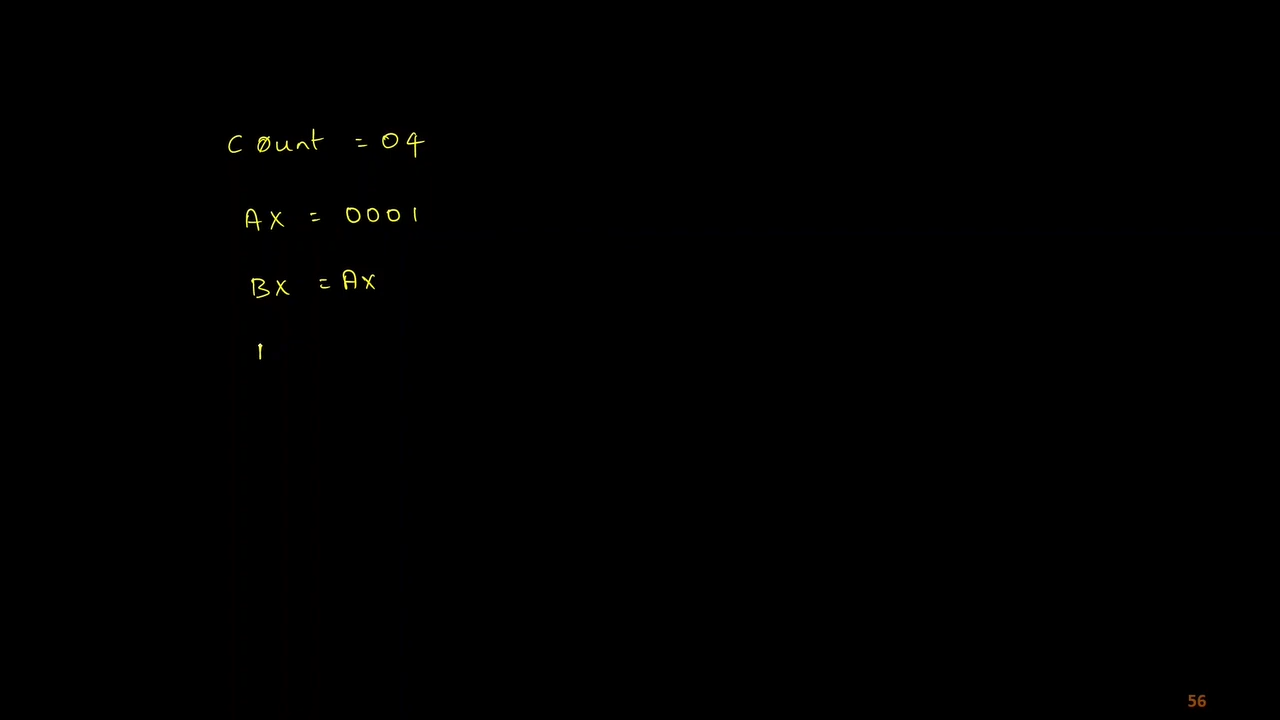 Count = 04
AX = 0001
BX = AX
I
56